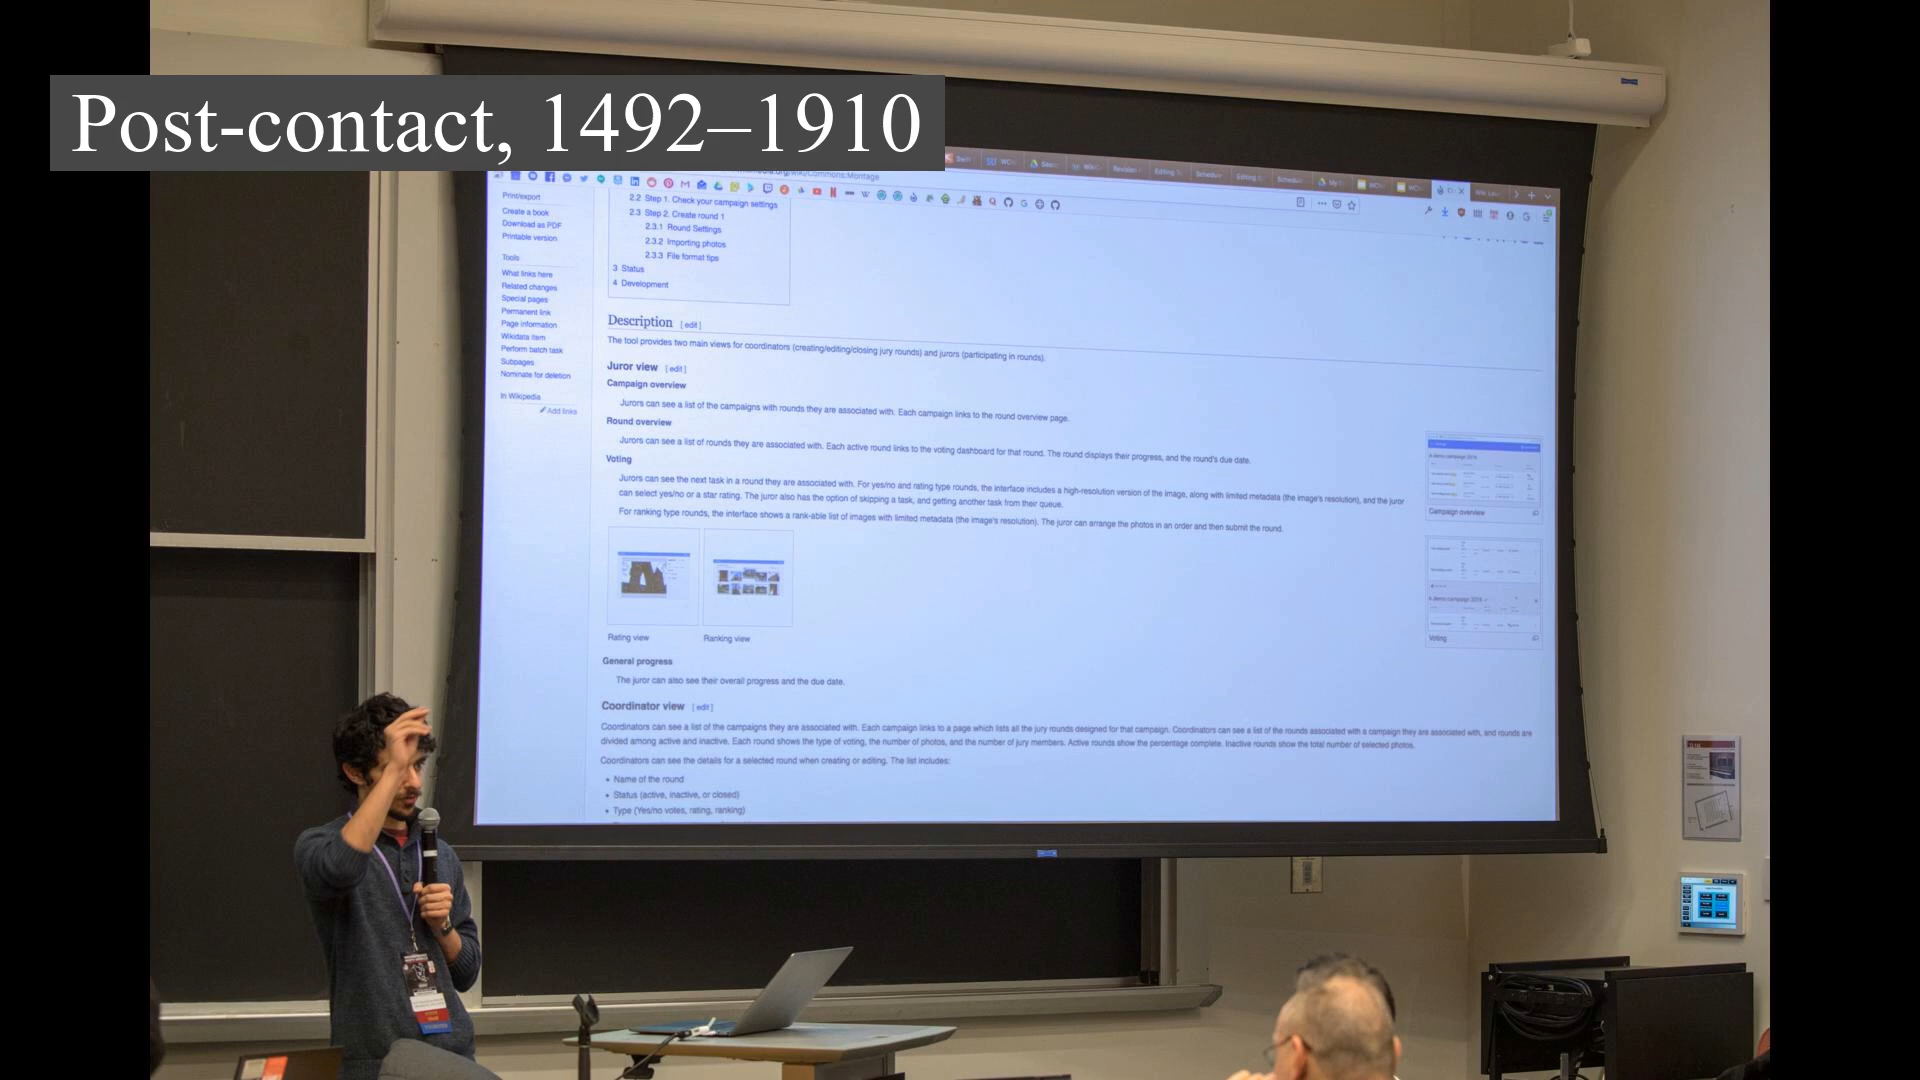 Post-contact, 1492–1910
Commons:Montage
Print/export
Create a book
Download as PDF
Printable version
Tools
What links here
Related changes
Special pages
Permanent link
Page information
Wikidata item
Perform batch task
Subpages
Nominate for deletion
In Wikipedia
Add links
2.2 Step 1. Check your campaign settings
2.3 Step 2. Create round 1
2.3.1 Round Settings
2.3.2 Importing photos
2.3.3 File format tips
3 Status
4 Development
Description [ edit ]
The tool provides two main views for coordinators (creating/editing/closing jury rounds) and jurors (participating in rounds).
Juror view [ edit ]
Campaign overview
Jurors can see a list of the campaigns with rounds they are associated with. Each campaign links to the round overview page.
Round overview
Jurors can see a list of rounds they are associated with. Each active round links to the voting dashboard for that round. The round displays their progress, and the round's due date.
Voting
Jurors can see the next task in a round they are associated with. For yes/no and rating type rounds, the interface includes a high-resolution version of the image, along with limited metadata (the image's resolution), and the juror
can select yes/no or a star rating. The juror also has the option of skipping a task, and getting another task from their queue.
For ranking type rounds, the interface shows a rank-able list of images with limited metadata (the image's resolution). The juror can arrange the photos in an order and then submit the round.
Rating view
Ranking view
A demo campaign 2016
Campaign overview
A demo campaign 2016
Voting
General progress
The juror can also see their overall progress and the due date.
Coordinator view [ edit ]
Coordinators can see a list of the campaigns they are associated with. Each campaign links to a page which lists all the jury rounds designed for that campaign. Coordinators can see a list of the rounds associated with a campaign they are associated with, and rounds are
divided among active and inactive. Each round shows the type of voting, the number of photos, and the number of jury members. Active rounds show the percentage complete. Inactive rounds show the total number of selected photos.
Coordinators can see the details for a selected round when creating or editing. The list includes:
• Name of the round
• Status (active, inactive, or closed)
• Type (Yes/no votes, rating, ranking)